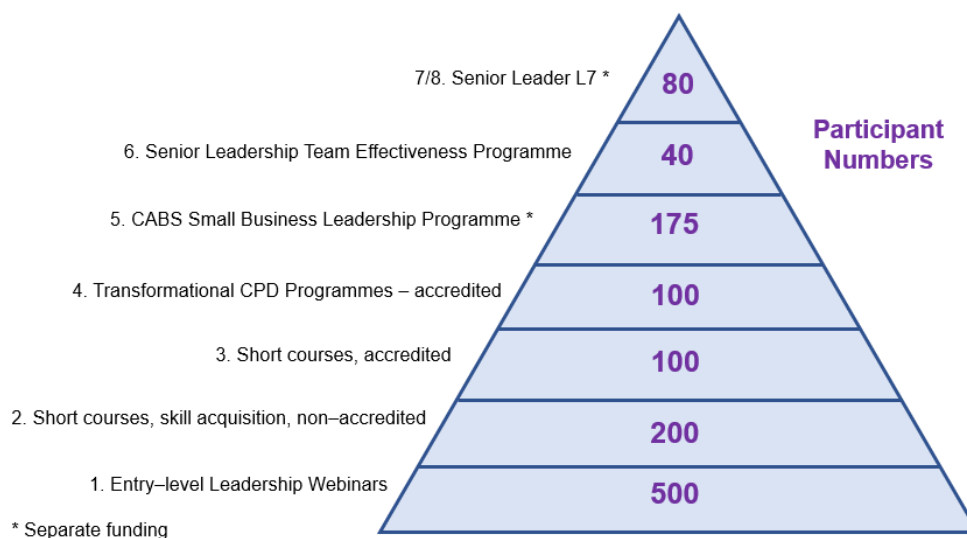 7/8. Senior Leader L7 *
80
Participant
Numbers
6. Senior Leadership Team Effectiveness Programme
40
5. CABS Small Business Leadership Programme *
175
4. Transformational CPD Programmes – accredited
100
3. Short courses, accredited
100
2. Short courses, skill acquisition, non–accredited
200
1. Entry–level Leadership Webinars
500
* Separate funding